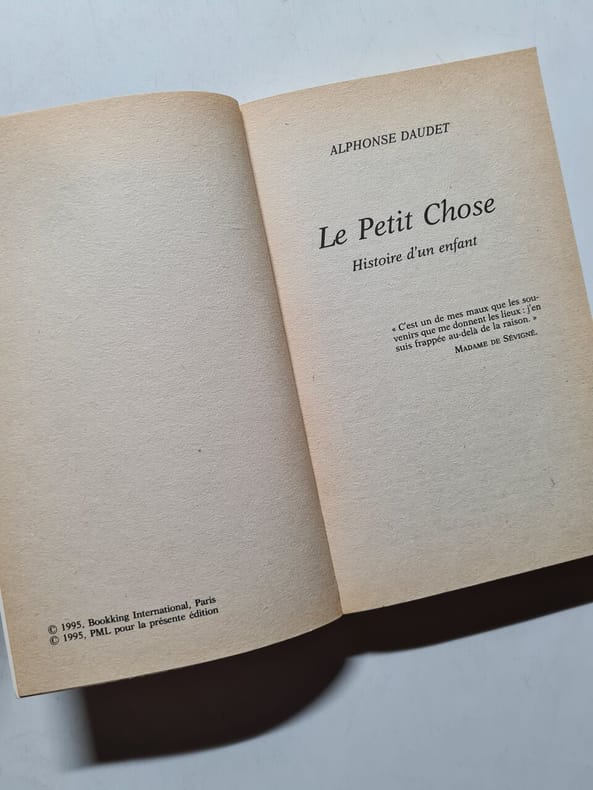 © 1995, Bookking International, Paris
© 1995, PML pour la présente édition
ALPHONSE DAUDET
Le Petit Chose
Histoire d'un enfant
« C'est un de mes maux que les sou-
venirs que me donnent les lieux : j'en
suis frappée au-delà de la raison. »
MADAME DE SÉVIGNÉ.